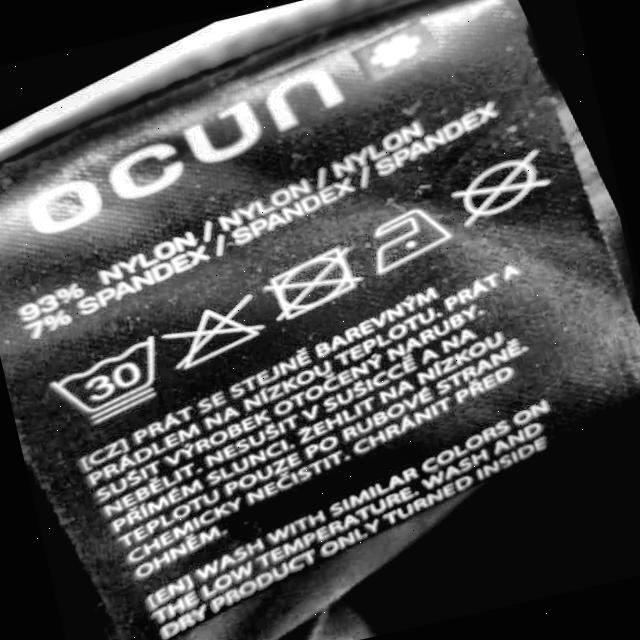 OCUN
93% NYLON / NYLON / NYLON
7% SPANDEX / SPANDEX / SPANDEX
30
[CZ] PRÁT SE STEJNĚ BAREVNÝM
PRÁDLEM NA NÍZKOU TEPLOTU. PRÁT A
SUŠIT VÝROBEK OTOČENÝ NARUBY.
NEBĚLIT. NESUŠIT V SUŠIČCE A NA
PŘÍMÉM SLUNCI. ŽEHLIT NA NÍZKOU
TEPLOTU POUZE PO RUBOVÉ STRANĚ.
CHEMICKY NEČISTIT. CHRÁNIT PŘED
OHNĚM.
[EN] WASH WITH SIMILAR COLORS ON
THE LOW TEMPERATURE. WASH AND
DRY PRODUCT ONLY TURNED INSIDE